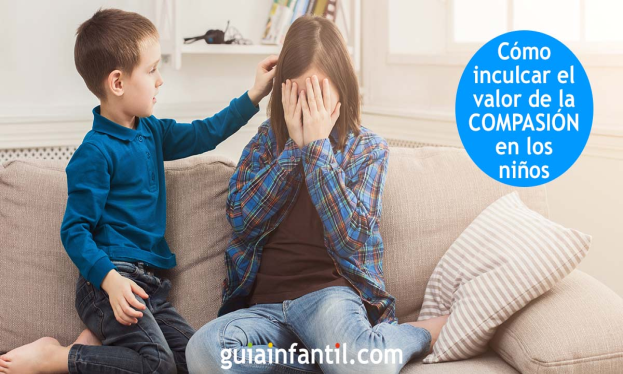 Cómo
inculcar el
valor de la
COMPASIÓN
en los
niños
guiainfantil.com